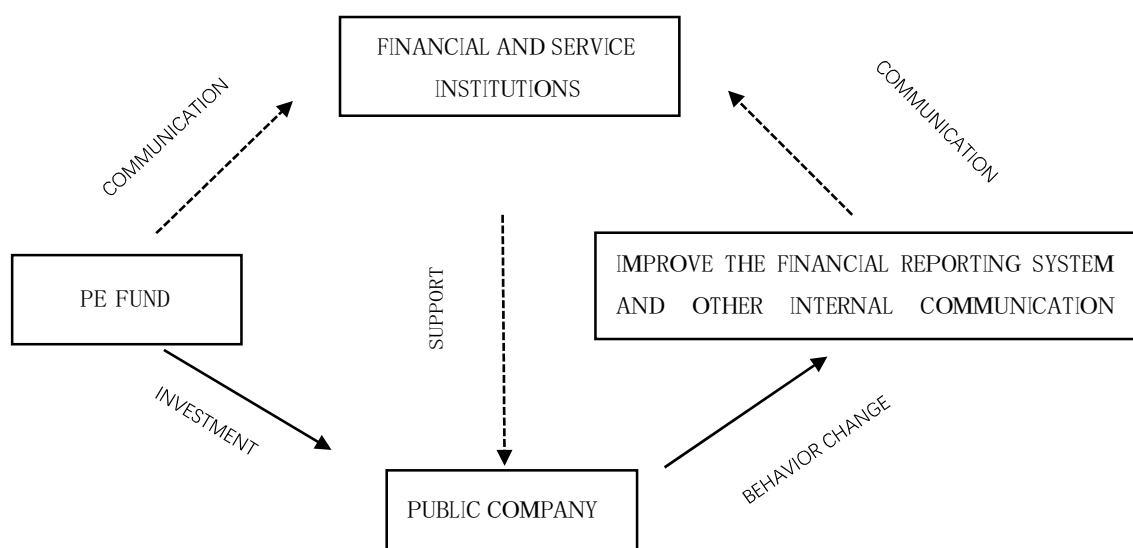 FINANCIAL AND SERVICE
INSTITUTIONS
COMMUNICATION
COMMUNICATION
PE FUND
IMPROVE THE FINANCIAL REPORTING SYSTEM
AND OTHER INTERNAL COMMUNICATION
SUPPORT
INVESTMENT
BEHAVIOR CHANGE
PUBLIC COMPANY